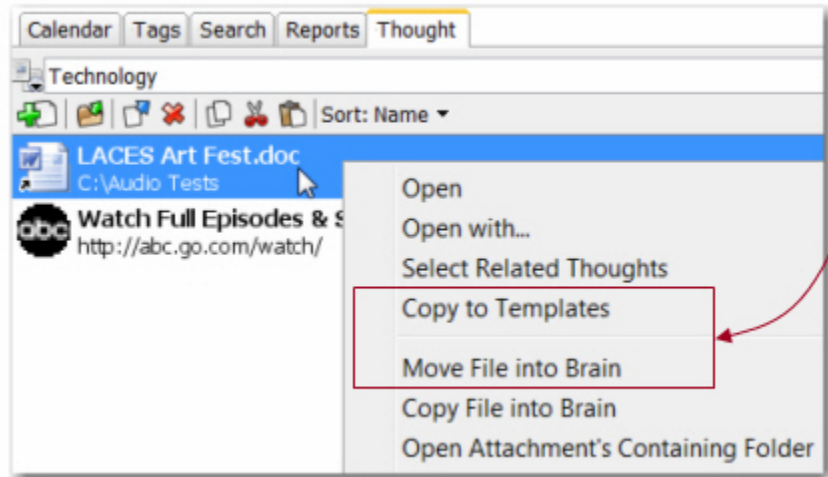 Calendar Tags Search Reports Thought
Technology
Sort: Name
LACES Art Fest.doc
C:\Audio Tests
abc Watch Full Episodes & S
http://abc.go.com/watch/
Open
Open with...
Select Related Thoughts
Copy to Templates
Move File into Brain
Copy File into Brain
Open Attachment's Containing Folder